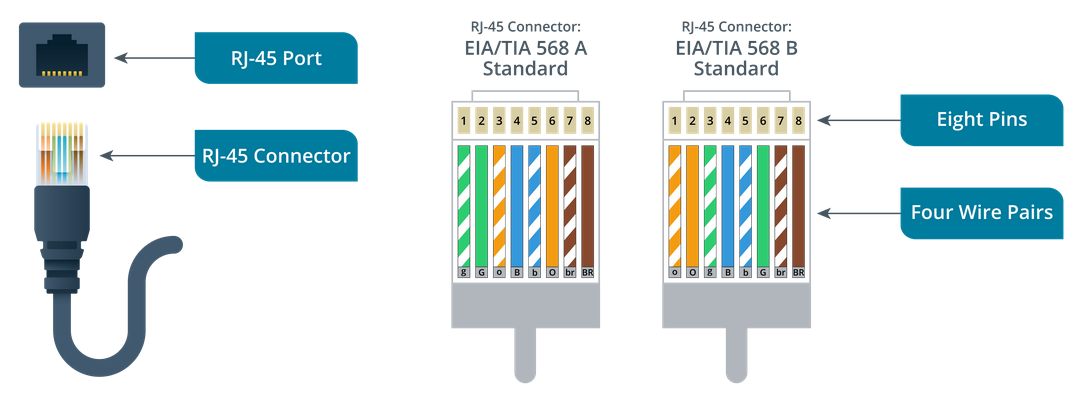 RJ-45 Port
RJ-45 Connector
RJ-45 Connector:
EIA/TIA 568 A
Standard
1 2 3 4 5 6 7 8
g G o B b O br BR
RJ-45 Connector:
EIA/TIA 568 B
Standard
1 2 3 4 5 6 7 8
o O g B b G br BR
Eight Pins
Four Wire Pairs